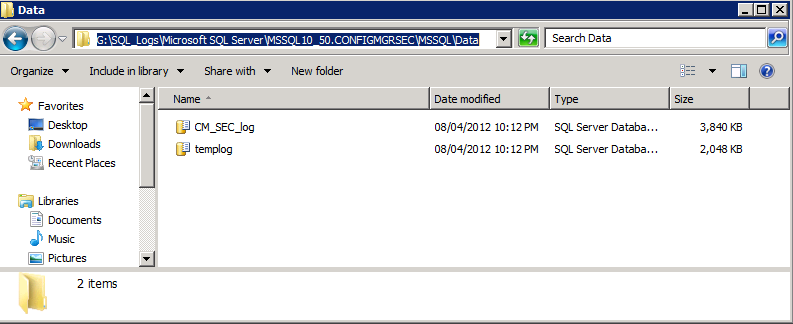 Data
G:\SQL_Logs\Microsoft SQL Server\MSSQL10_50.CONFIGMGRSEC\MSSQL\Data
Search Data
Organize Include in library Share with New folder
Favorites
Desktop
Downloads
Recent Places
Libraries
Documents
Music
Pictures
Name Date modified Type Size
CM_SEC_log 08/04/2012 10:12 PM SQL Server Databa... 3,840 KB
templog 08/04/2012 10:12 PM SQL Server Databa... 2,048 KB
2 items